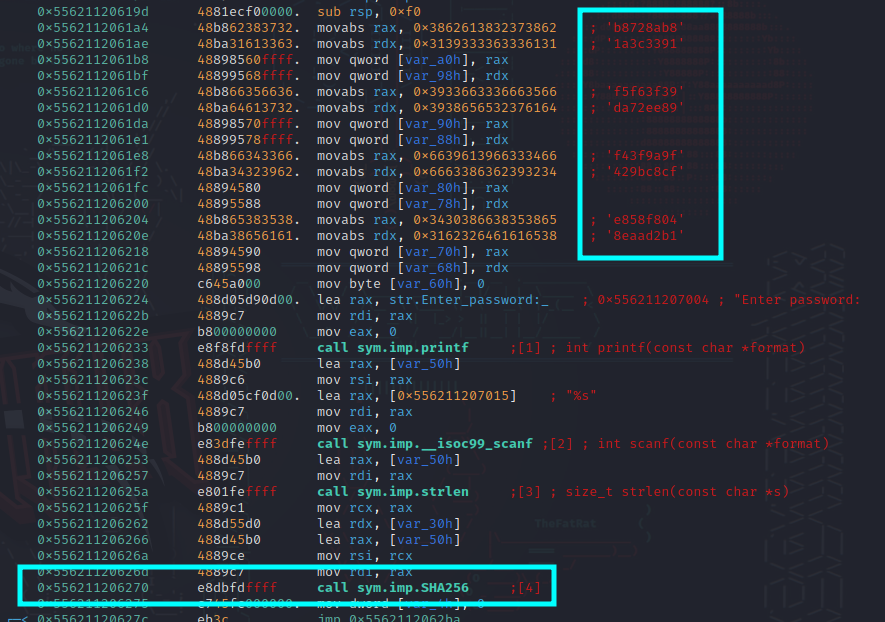 0×55621120619d 4881ecf00000. sub rsp, 0×f0
0×5562112061a4 48b862383732. movabs rax, 0×3862613832373862 ; 'b8728ab8'
0×5562112061ae 48ba31613363. movabs rdx, 0×3139333363336131 ; '1a3c3391'
0×5562112061b8 48898560ffff. mov qword [var_a0h], rax
0×5562112061bf 48899568ffff. mov qword [var_98h], rdx
0×5562112061c6 48b866356636. movabs rax, 0×3933663336663566 ; 'f5f63f39'
0×5562112061d0 48ba64613732. movabs rdx, 0×3938656532376164 ; 'da72ee89'
0×5562112061da 48898570ffff. mov qword [var_90h], rax
0×5562112061e1 48899578ffff. mov qword [var_88h], rdx
0×5562112061e8 48b866343366. movabs rax, 0×6639613966333466 ; 'f43f9a9f'
0×5562112061f2 48ba34323962. movabs rdx, 0×6663386362393234 ; '429bc8cf'
0×5562112061fc 48894580 mov qword [var_80h], rax
0×556211206200 48895588 mov qword [var_78h], rdx
0×556211206204 48b865383538. movabs rax, 0×3430386638353865 ; 'e858f804'
0×55621120620e 48ba38656161. movabs rdx, 0×3162326461616538 ; '8eaad2b1'
0×556211206218 48894590 mov qword [var_70h], rax
0×55621120621c 48895598 mov qword [var_68h], rdx
0×556211206220 c645a000 mov byte [var_60h], 0
0×556211206224 488d05d90d00. lea rax, str.Enter_password:_ ; 0×556211207004 ; "Enter password:
0×55621120622b 4889c7 mov rdi, rax
0×55621120622e b800000000 mov eax, 0
0×556211206233 e8f8fdffff call sym.imp.printf ;[1] ; int printf(const char *format)
0×556211206238 488d45b0 lea rax, [var_50h]
0×55621120623c 4889c6 mov rsi, rax
0×55621120623f 488d05cf0d00. lea rax, [0×556211207015] ; "%s"
0×556211206246 4889c7 mov rdi, rax
0×556211206249 b800000000 mov eax, 0
0×55621120624e e83dfeffff call sym.imp.__isoc99_scanf ;[2] ; int scanf(const char *format)
0×556211206253 488d45b0 lea rax, [var_50h]
0×556211206257 4889c7 mov rdi, rax
0×55621120625a e801feffff call sym.imp.strlen ;[3] ; size_t strlen(const char *s)
0×55621120625f 4889c1 mov rcx, rax
0×556211206262 488d55d0 lea rdx, [var_30h]
0×556211206266 488d45b0 lea rax, [var_50h]
0×55621120626a 4889ce mov rsi, rcx
0×55621120626d 4889c7 mov rdi, rax
0×556211206270 e8dbfdffff call sym.imp.SHA256 ;[4]
0×556211206275 mov dword
0×55621120627c eb3c jmp 0×5562112062ba